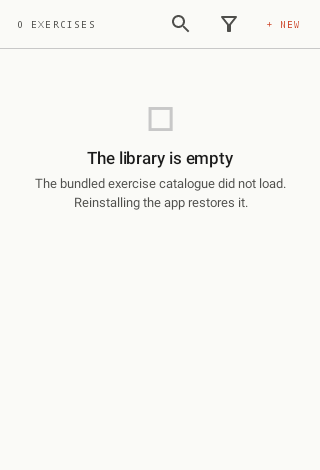 0 EXERCISES
+ NEW
The library is empty
The bundled exercise catalogue did not load.
Reinstalling the app restores it.